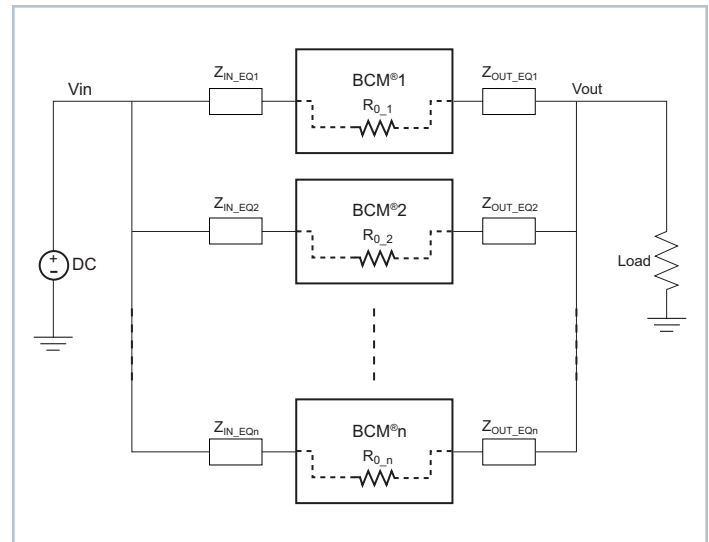 Vin
Z_IN_EQ1
BCM®1
R_0_1
Z_OUT_EQ1
Vout
Z_IN_EQ2
BCM®2
R_0_2
Z_OUT_EQ2
+
-
DC
Load
Z_IN_EQn
BCM®n
R_0_n
Z_OUT_EQn